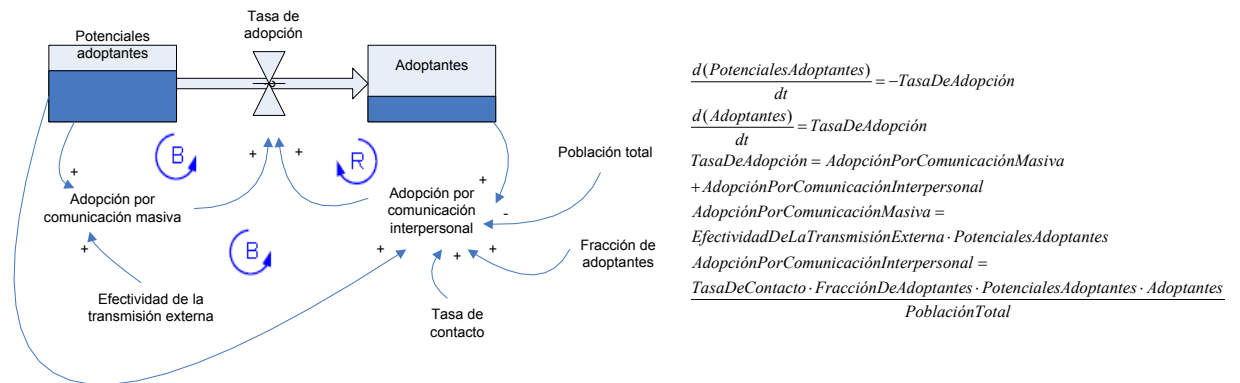 Tasa de
adopción
Potenciales
adoptantes
Adoptantes
B
R
+
+
+
Población total
Adopción por
comunicación masiva
+
Adopción por
comunicación
interpersonal
-
B
+
+
+
+
Fracción de
adoptantes
Efectividad de la
transmisión externa
Tasa de
contacto
d(PotencialesAdoptantes)
dt
= −TasaDeAdopción
d(Adoptantes)
dt
= TasaDeAdopción
TasaDeAdopción = AdopciónPorComunicaciónMasiva
+ AdopciónPorComunicaciónInterpersonal
AdopciónPorComunicaciónMasiva =
EfectividadDeLaTransmisiónExterna · PotencialesAdoptantes
AdopciónPorComunicaciónInterpersonal =
TasaDeContacto · FracciónDeAdoptantes · PotencialesAdoptantes · Adoptantes
PoblaciónTotal